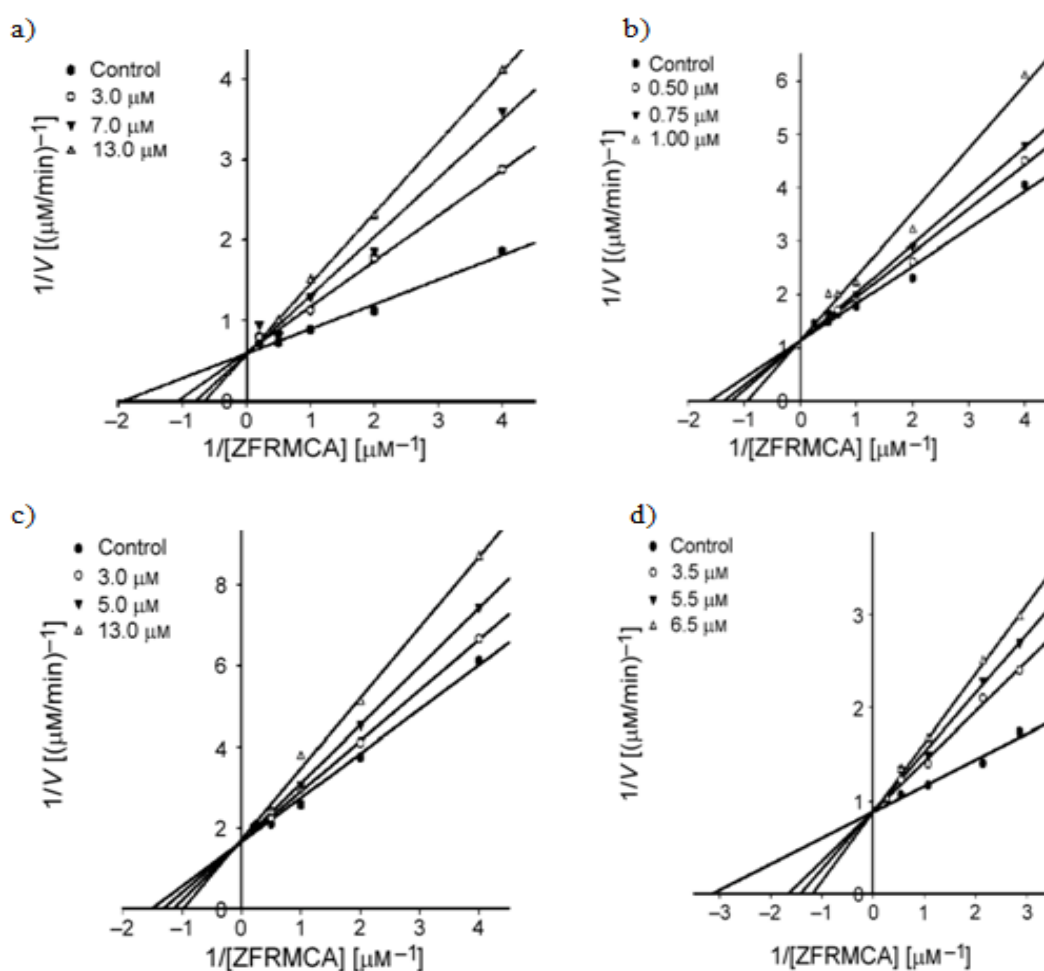 a)
Control
3.0 μM
7.0 μM
13.0 μM
1/V [(μM/min)⁻¹]
4
3
2
1
0
−2 −1 0 1 2 3 4
1/[ZFRMCA] [μM⁻¹]
b)
Control
0.50 μM
0.75 μM
1.00 μM
1/V [(μM/min)⁻¹]
6
5
4
3
2
1
0
−2 −1 0 1 2 3 4
1/[ZFRMCA] [μM⁻¹]
c)
Control
3.0 μM
5.0 μM
13.0 μM
1/V [(μM/min)⁻¹]
8
6
4
2
0
−2 −1 0 1 2 3 4
1/[ZFRMCA] [μM⁻¹]
d)
Control
3.5 μM
5.5 μM
6.5 μM
1/V [(μM/min)⁻¹]
3
2
1
0
−3 −2 −1 0 1 2 3
1/[ZFRMCA] [μM⁻¹]